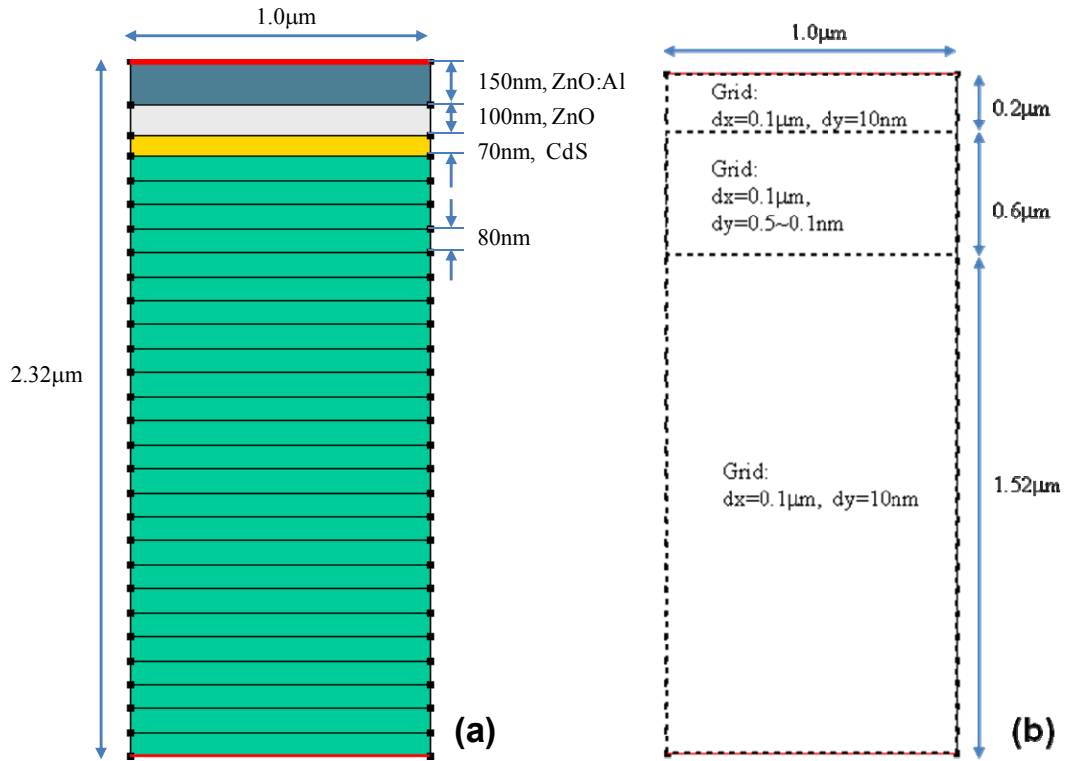 1.0μm
150nm, ZnO:Al
100nm, ZnO
70nm, CdS
80nm
2.32μm
(a)
1.0μm
Grid:
dx=0.1μm, dy=10nm
0.2μm
Grid:
dx=0.1μm,
dy=0.5~0.1nm
0.6μm
Grid:
dx=0.1μm, dy=10nm
1.52μm
(b)